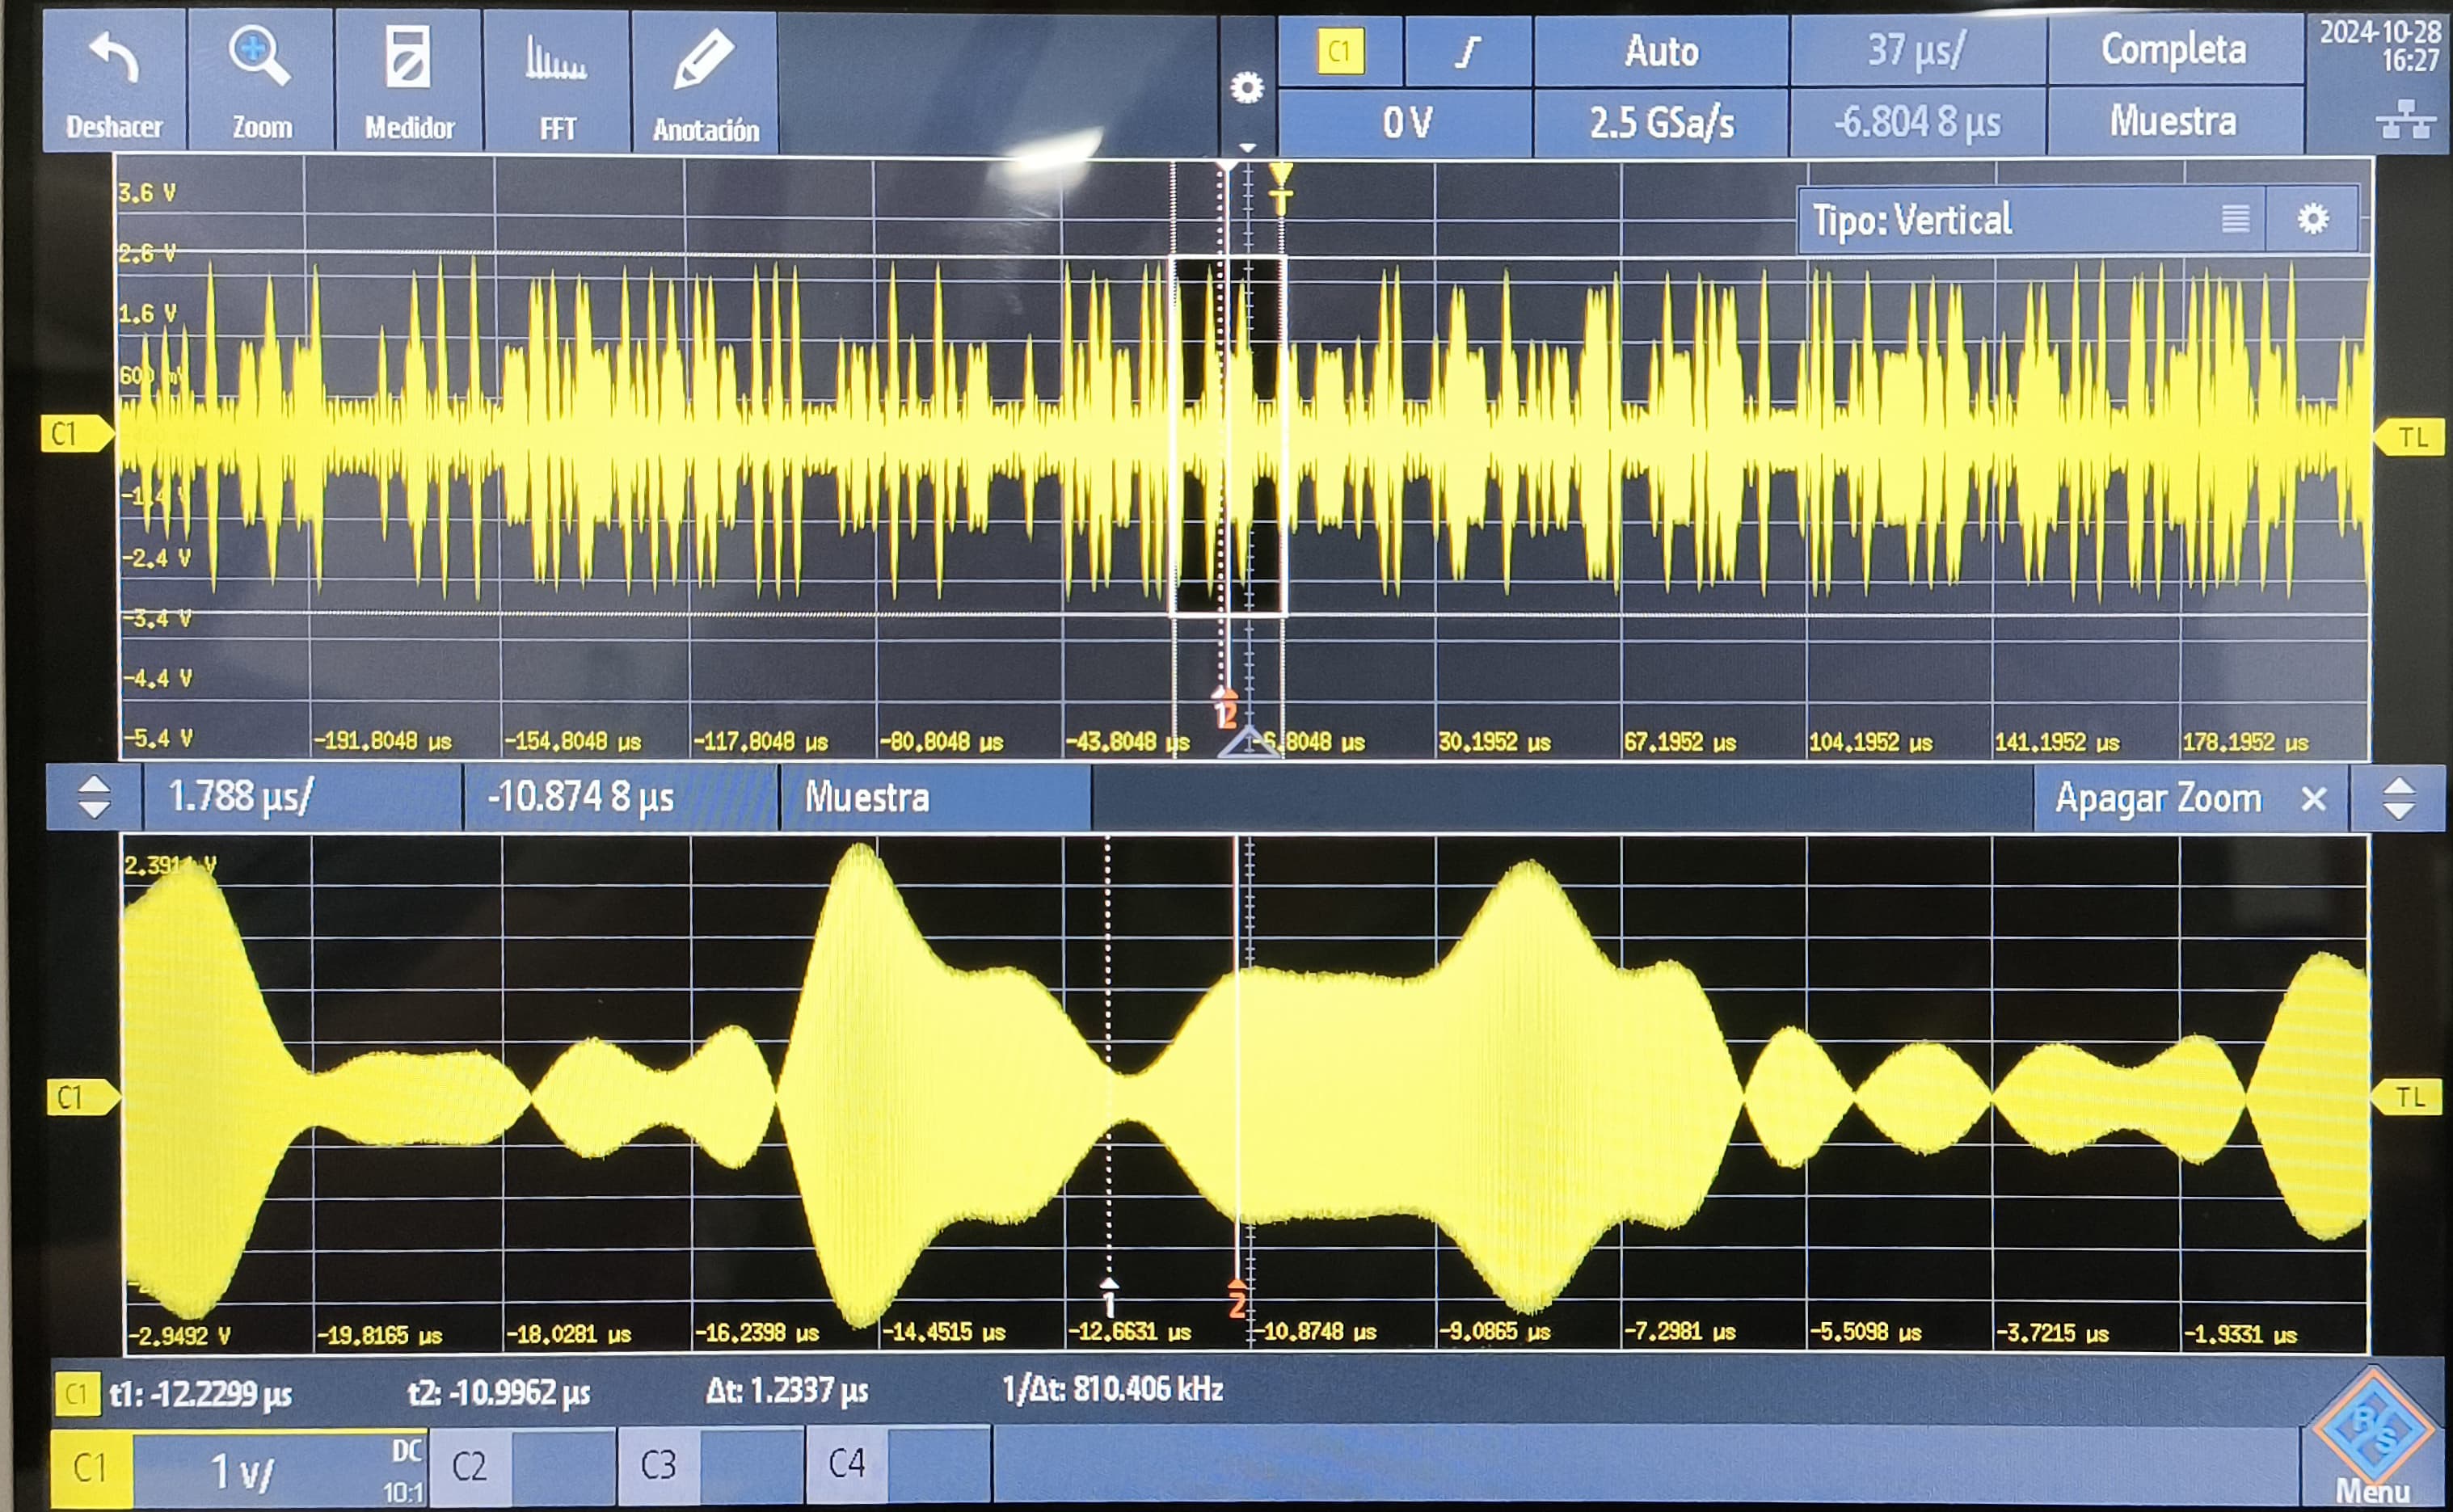 Deshacer Zoom Medidor FFT Anotación
C1 Auto 37 µs/ Completa
0 V 2.5 GSa/s -6.804 8 µs Muestra
2024-10-28
16:27
T
Tipo: Vertical
3.6 V
2.6 V
1.6 V
600 mV
C1
TL
-1.4 V
-2.4 V
-3.4 V
-4.4 V
-5.4 V
1 2
-191.8048 µs -154.8048 µs -117.8048 µs -80.8048 µs -43.8048 µs -6.8048 µs 30.1952 µs 67.1952 µs 104.1952 µs 141.1952 µs 178.1952 µs
1.788 µs/ -10.874 8 µs Muestra Apagar Zoom ×
2.3914 V
C1
TL
1 2
-2.9492 V -19.8165 µs -18.0281 µs -16.2398 µs -14.4515 µs -12.6631 µs -10.8748 µs -9.0865 µs -7.2981 µs -5.5098 µs -3.7215 µs -1.9331 µs
C1 t1: -12.2299 µs t2: -10.9962 µs Δt: 1.2337 µs 1/Δt: 810.406 kHz
C1 1 V/ DC 10:1 C2 C3 C4
R S
Menu